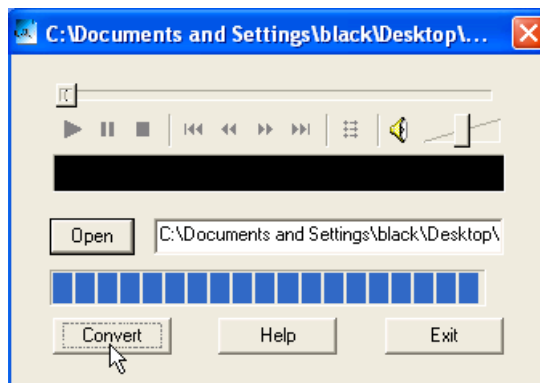 C:\Documents and Settings\black\Desktop\...
Open C:\Documents and Settings\black\Desktop\
Convert Help Exit